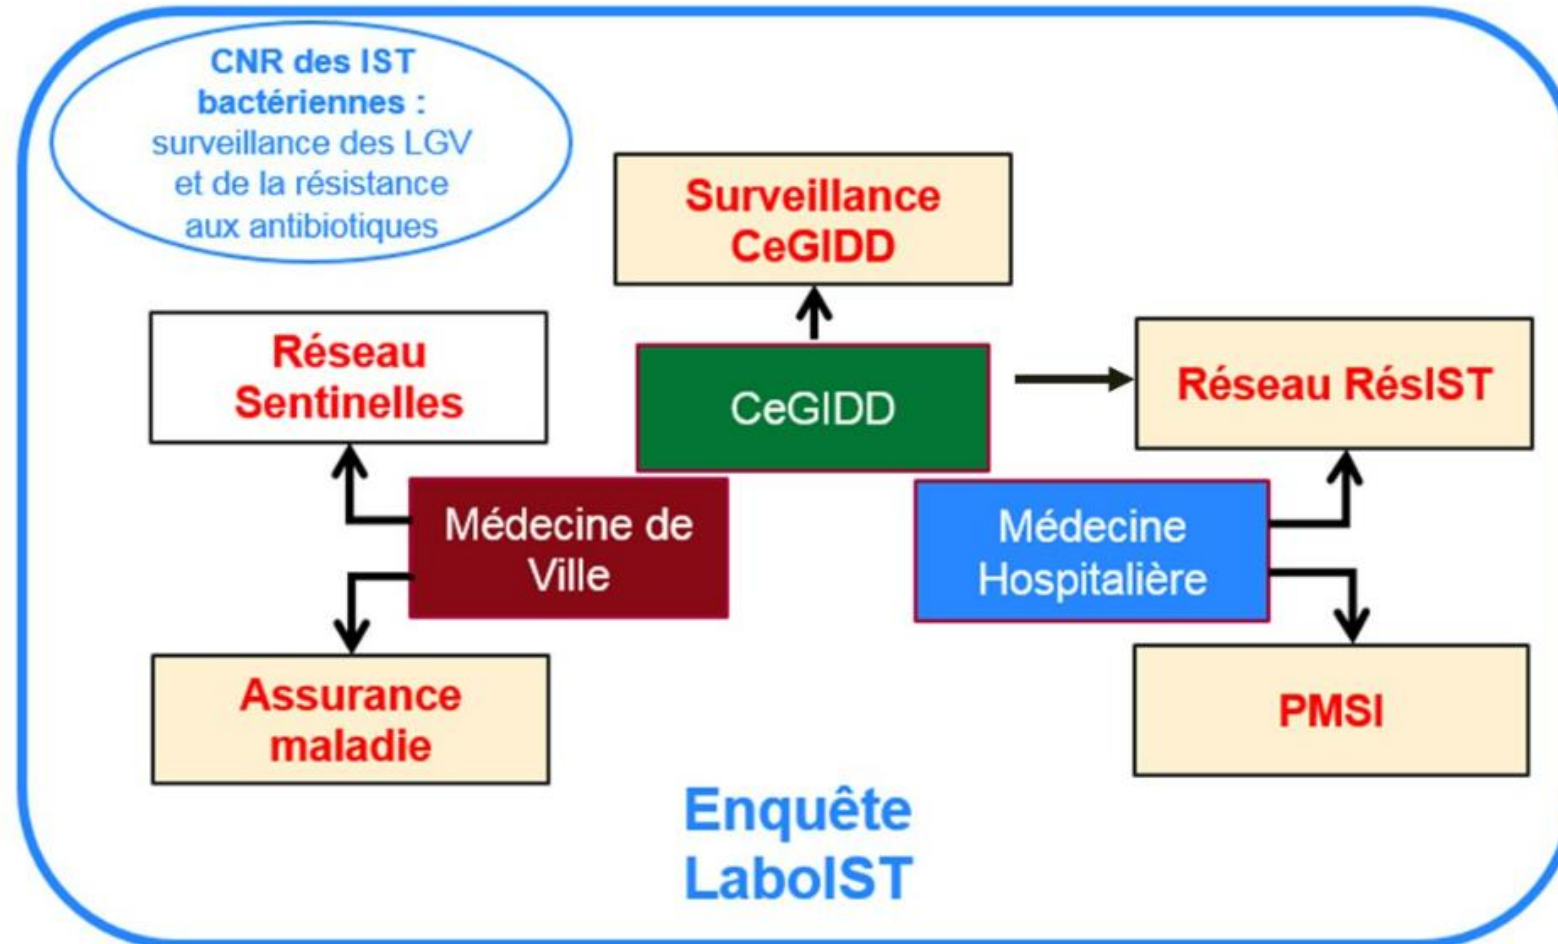 CNR des IST
bactériennes :
surveillance des LGV
et de la résistance
aux antibiotiques
Surveillance
CeGIDD
Réseau
Sentinelles
CeGIDD
Réseau RésIST
Médecine de
Ville
Médecine
Hospitalière
Assurance
maladie
PMSI
Enquête
LaboIST